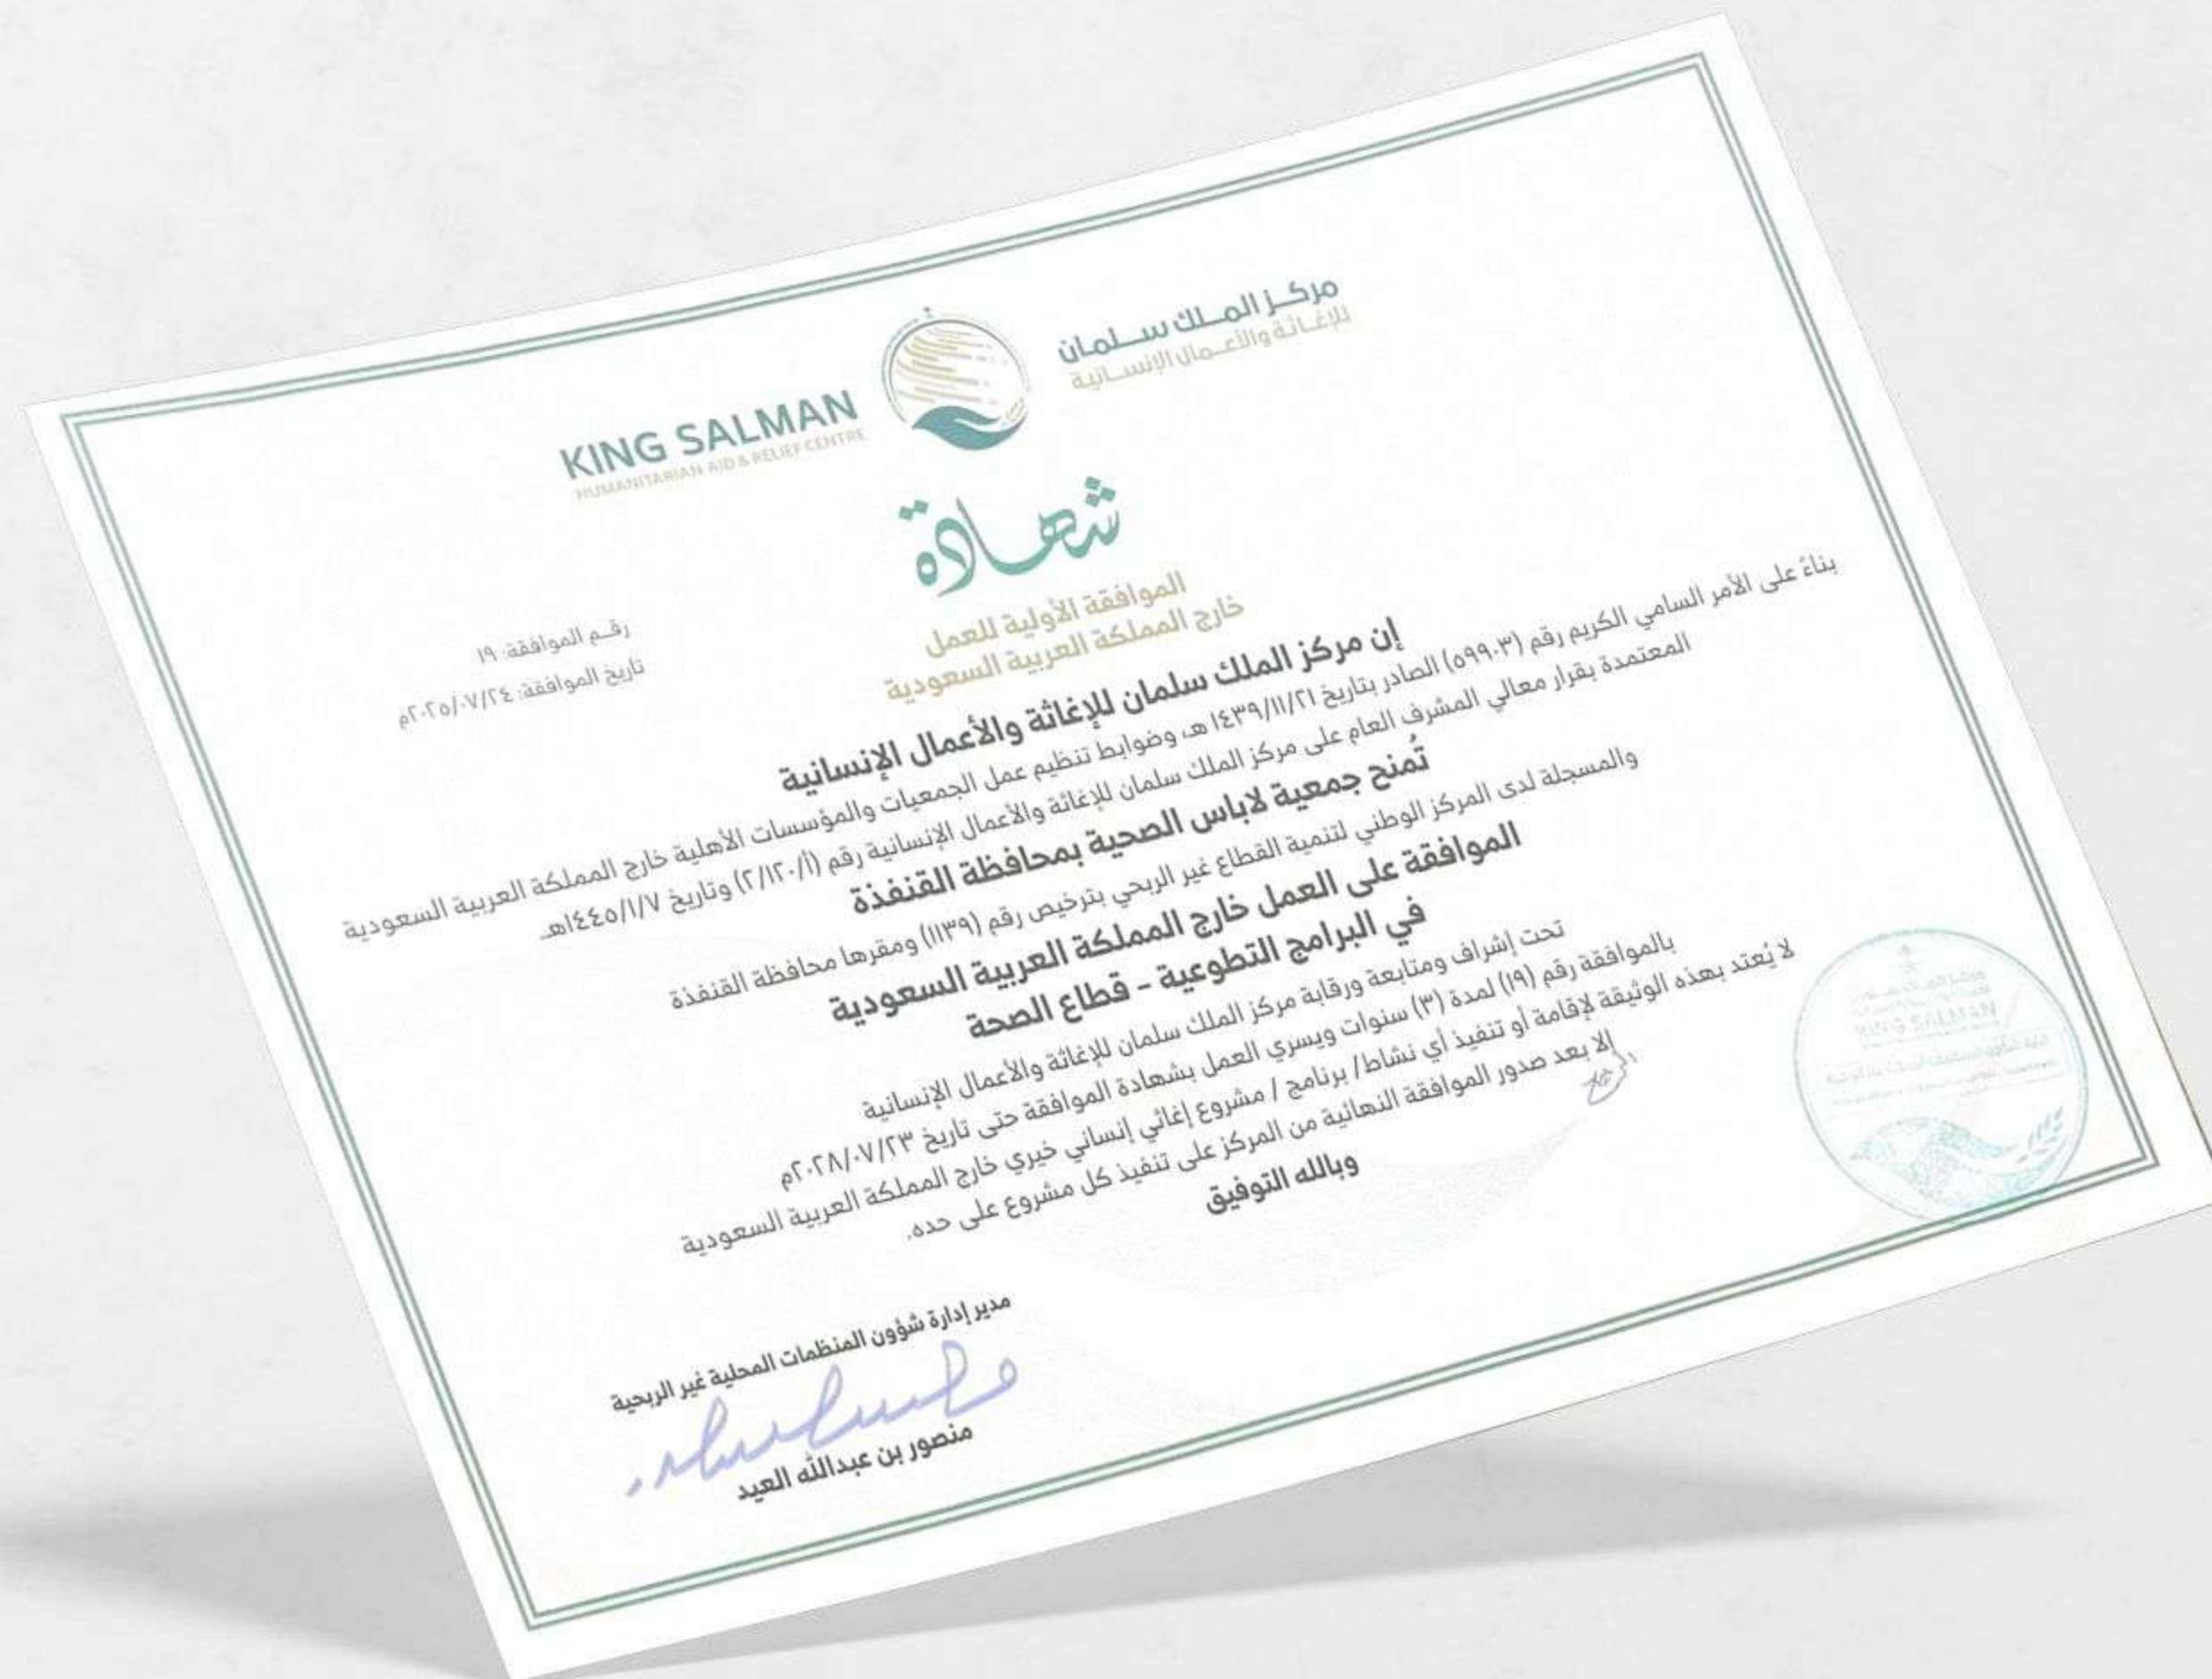 مركز الملك سلمان
للإغاثة والأعمال الإنسانية
KING SALMAN
HUMANITARIAN AID & RELIEF CENTRE
شهادة
الموافقة الأولية للعمل
خارج المملكة العربية السعودية
رقم الموافقة: ١٩
تاريخ الموافقة: ٢٠٢٥/٠٧/٢٤م
إن مركز الملك سلمان للإغاثة والأعمال الإنسانية
بناءً على الأمر السامي الكريم رقم (٥٩٩٠٣) الصادر بتاريخ ١٤٣٩/١١/٢١ هـ، وضوابط تنظيم عمل الجمعيات والمؤسسات الأهلية خارج المملكة العربية السعودية
المعتمدة بقرار معالي المشرف العام على مركز الملك سلمان للإغاثة والأعمال الإنسانية رقم (أ/٢/١٢٠) وتاريخ ١٤٤٥/١/٧هـ
تُمنح جمعية لاباس الصحية بمحافظة القنفذة
والمسجلة لدى المركز الوطني لتنمية القطاع غير الربحي بترخيص رقم (١١٣٩) ومقرها محافظة القنفذة
الموافقة على العمل خارج المملكة العربية السعودية
في البرامج التطوعية - قطاع الصحة
تحت إشراف ومتابعة ورقابة مركز الملك سلمان للإغاثة والأعمال الإنسانية
بالموافقة رقم (١٩) لمدة (٣) سنوات ويسري العمل بشهادة الموافقة حتى تاريخ ٢٠٢٨/٠٧/٢٣م
لا يُعتد بهذه الوثيقة لإقامة أو تنفيذ أي نشاط/ برنامج / مشروع إغاثي إنساني خيري خارج المملكة العربية السعودية
إلا بعد صدور الموافقة النهائية من المركز على تنفيذ كل مشروع على حده.
وبالله التوفيق
مدير إدارة شؤون المنظمات المحلية غير الربحية
منصور بن عبدالله العيد
KING SALMAN